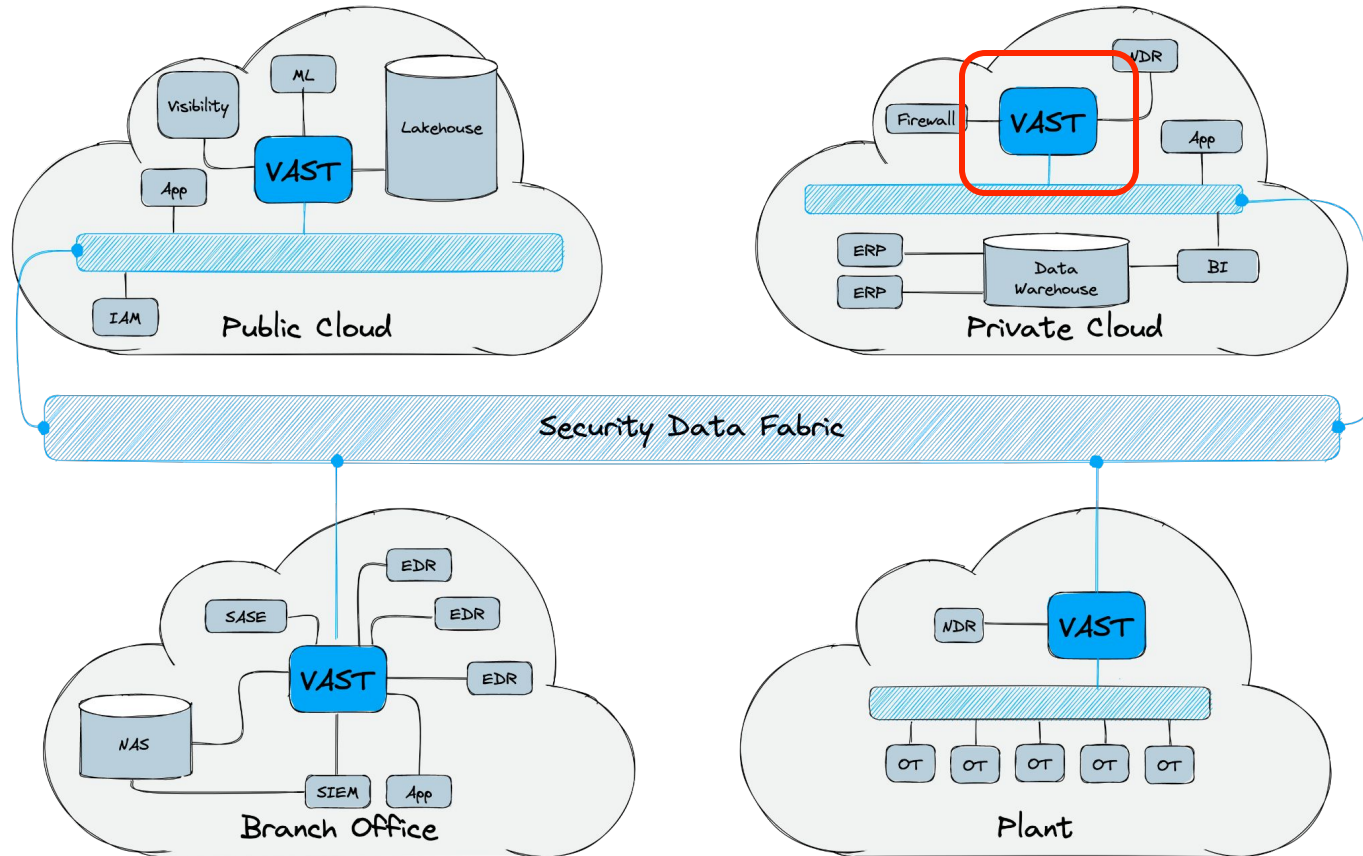 ML
Visibility
Lakehouse
VAST
App
IAM
Public Cloud
NDR
Firewall
VAST
App
ERP
ERP
Data
Warehouse
BI
Private Cloud
Security Data Fabric
EDR
SASE
EDR
VAST
EDR
NAS
SIEM
App
Branch Office
NDR
VAST
OT
OT
OT
OT
OT
Plant